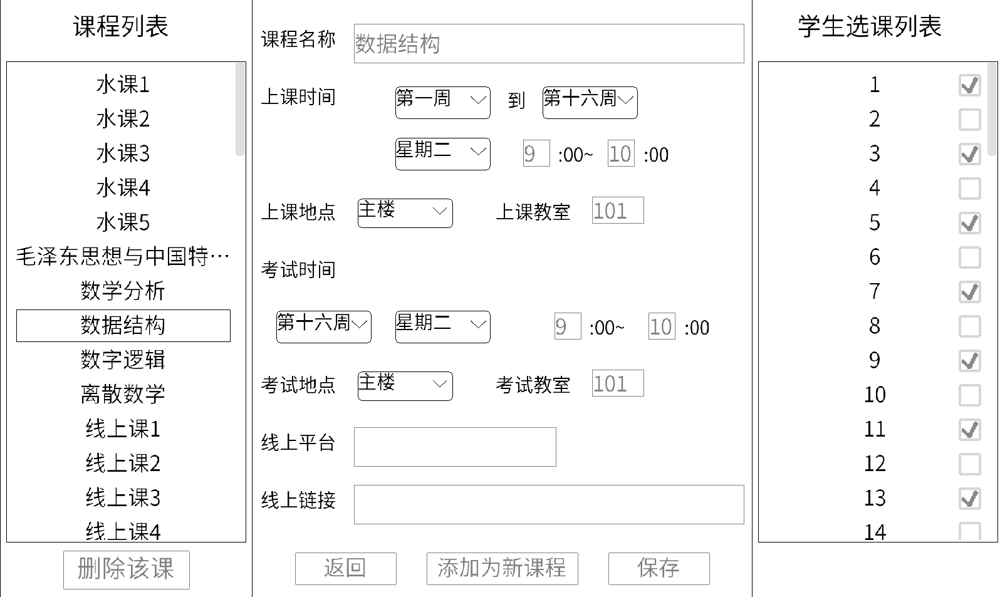 课程列表
水课1
水课2
水课3
水课4
水课5
毛泽东思想与中国特…
数学分析
数据结构
数字逻辑
离散数学
线上课1
线上课2
线上课3
线上课4
删除该课
课程名称 数据结构
上课时间 第一周 到 第十六周
星期二 9 :00~ 10 :00
上课地点 主楼 上课教室 101
考试时间
第十六周 星期二 9 :00~ 10 :00
考试地点 主楼 考试教室 101
线上平台
线上链接
返回 添加为新课程 保存
学生选课列表
1
2
3
4
5
6
7
8
9
10
11
12
13
14